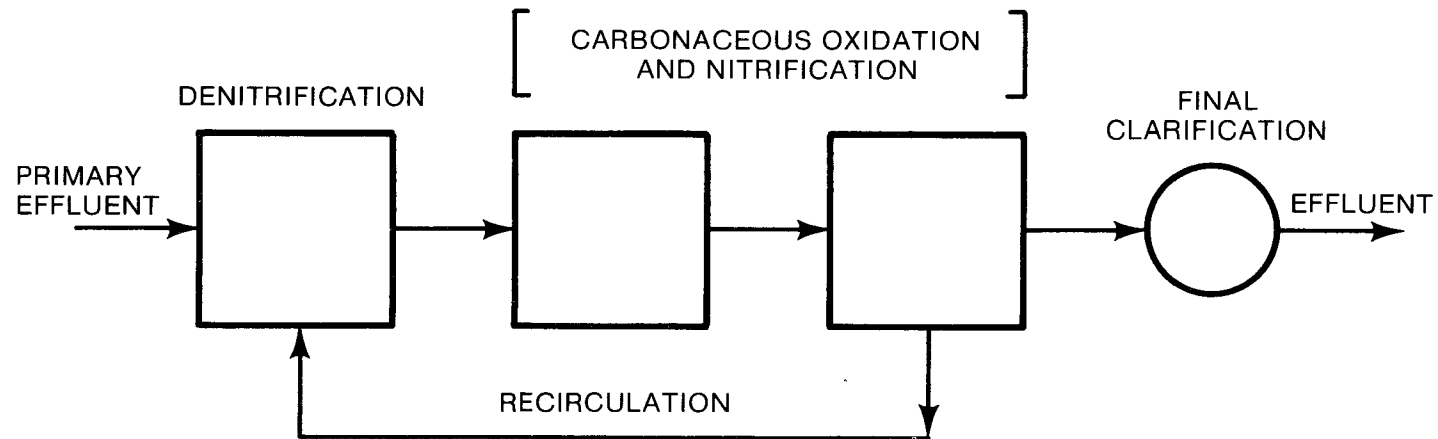 CARBONACEOUS OXIDATION
AND NITRIFICATION
DENITRIFICATION
FINAL
CLARIFICATION
PRIMARY
EFFLUENT
EFFLUENT
RECIRCULATION